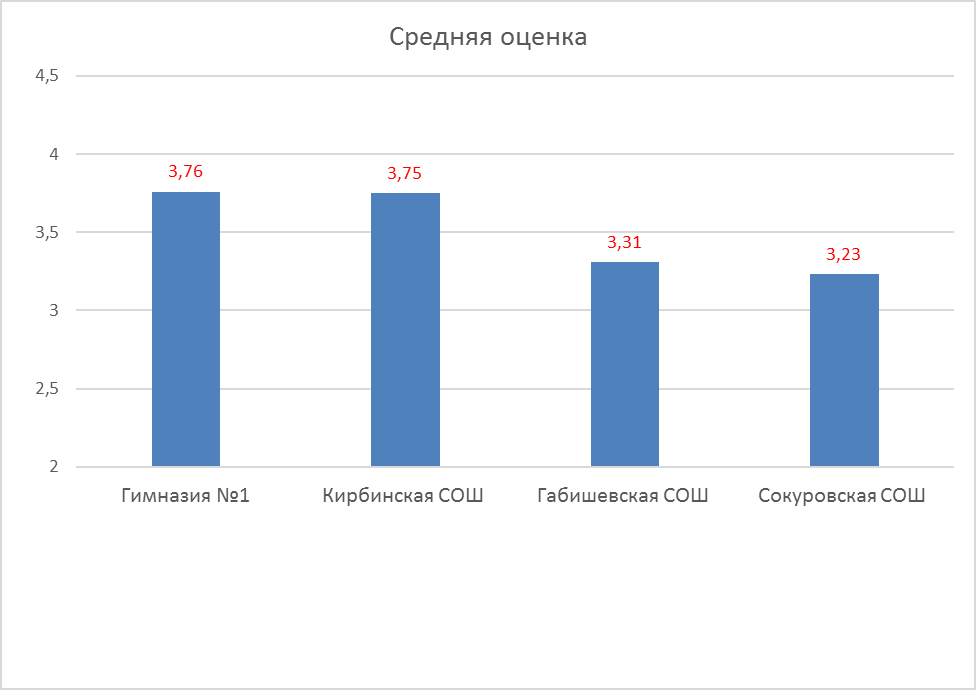 Средняя оценка
4,5
4
3,5
3
2,5
2
3,76
3,75
3,31
3,23
Гимназия №1
Кирбинская СОШ
Габишевская СОШ
Сокуровская СОШ